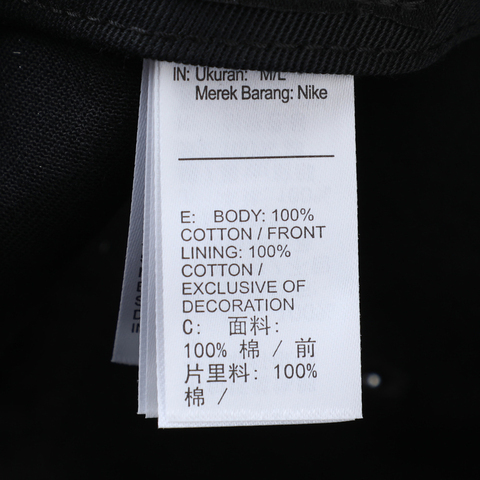 IN: Ukuran: M/L
Merek Barang: Nike
E: BODY: 100%
COTTON / FRONT
LINING: 100%
COTTON /
EXCLUSIVE OF
DECORATION
C: 面料:
100% 棉 / 前
片里料: 100%
棉 /